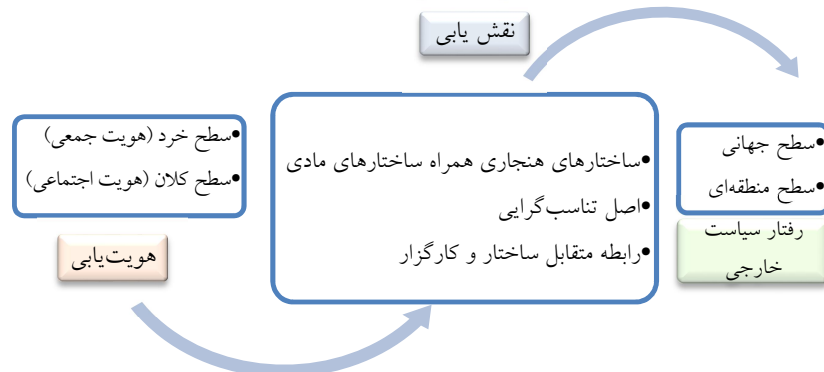 نقش یابی
•سطح جهانی
•سطح منطقه‌ای
رفتار سیاست
خارجی
•ساختارهای هنجاری همراه ساختارهای مادی
•اصل تناسب‌گرایی
•رابطه متقابل ساختار و کارگزار
•سطح خرد (هویت جمعی)
•سطح کلان (هویت اجتماعی)
هویت‌یابی